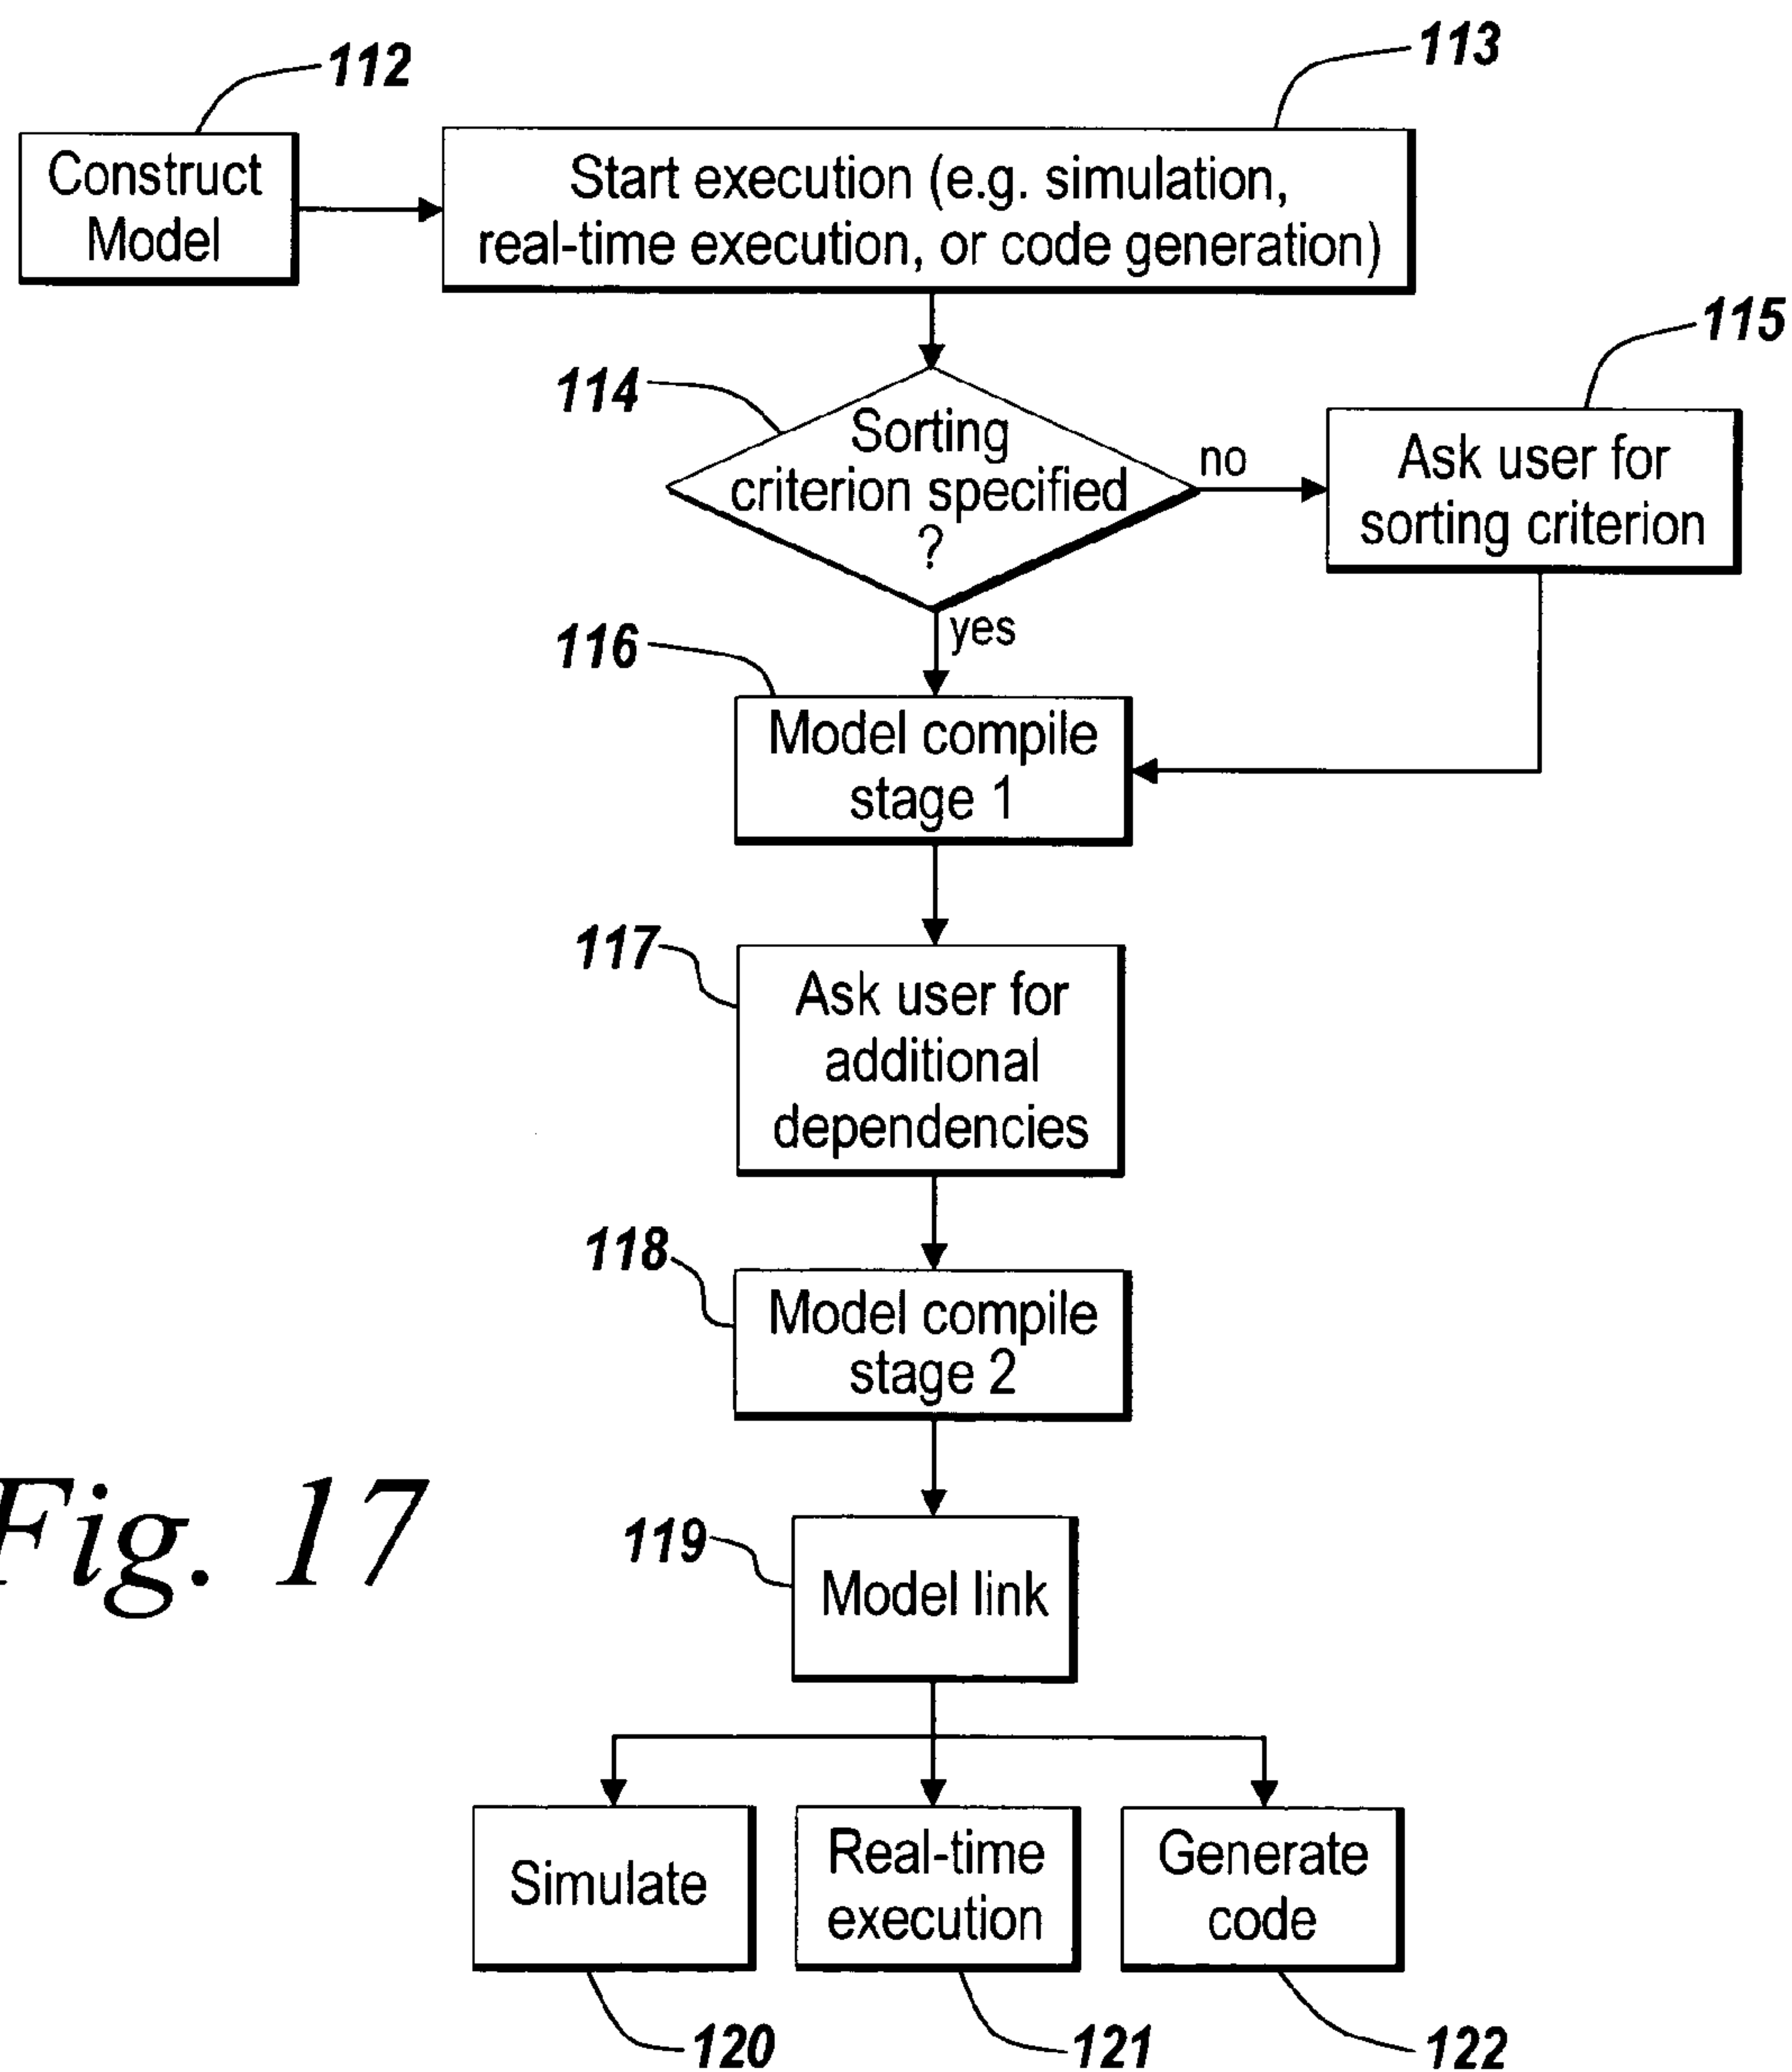 112
113
Construct
Model
Start execution (e.g. simulation,
real-time execution, or code generation)
115
114
Sorting
criterion specified
?
no
Ask user for
sorting criterion
yes
116
Model compile
stage 1
117
Ask user for
additional
dependencies
118
Model compile
stage 2
Fig. 17
119
Model link
Simulate
Real-time
execution
Generate
code
120
121
122